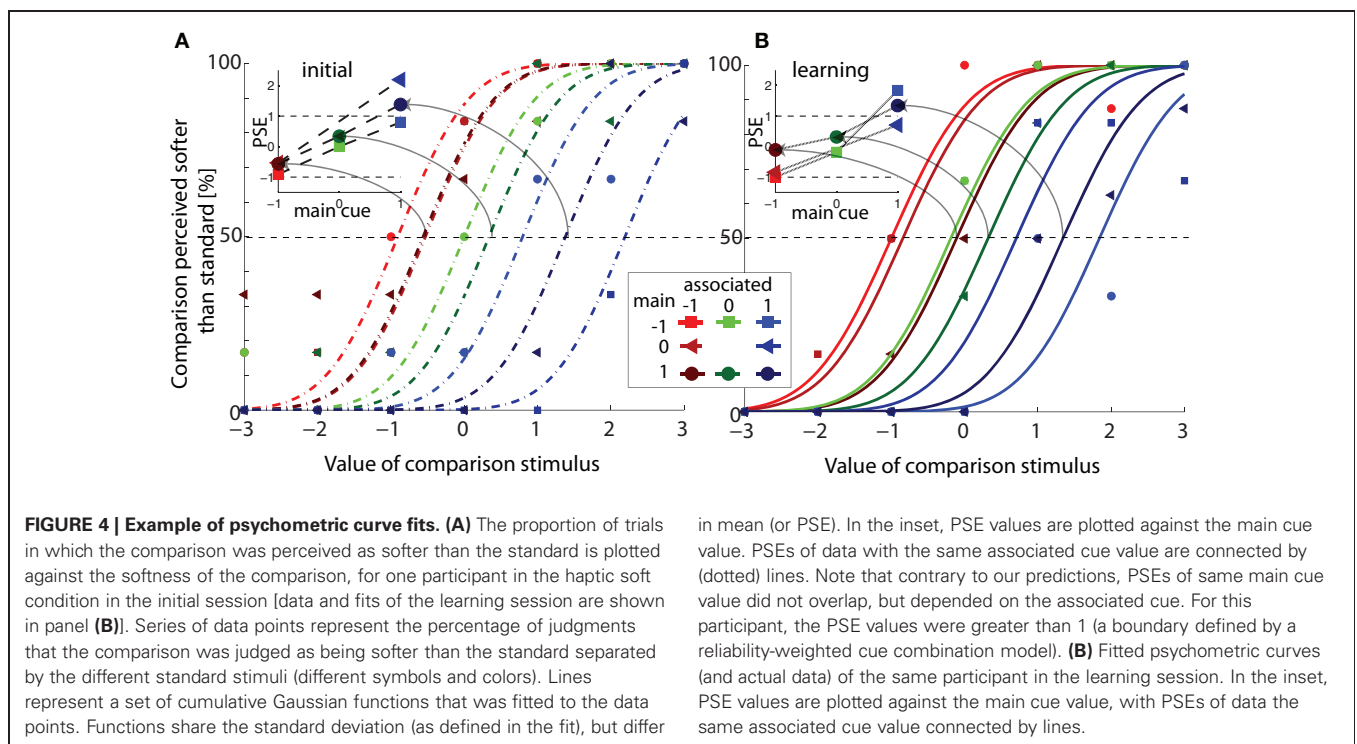 A
B
100
initial
2
1
0
−1
PSE
−1
0
1
main cue
50
0
Comparison perceived softer
than standard [%]
−3
−2
−1
0
1
2
3
Value of comparison stimulus
100
learning
2
1
0
−1
PSE
−1
0
1
main cue
50
0
−3
−2
−1
0
1
2
3
Value of comparison stimulus
associated
main -1 0 1
-1
0
1
FIGURE 4 | Example of psychometric curve fits. (A) The proportion of trials
in which the comparison was perceived as softer than the standard is plotted
against the softness of the comparison, for one participant in the haptic soft
condition in the initial session [data and fits of the learning session are shown
in panel (B)]. Series of data points represent the percentage of judgments
that the comparison was judged as being softer than the standard separated
by the different standard stimuli (different symbols and colors). Lines
represent a set of cumulative Gaussian functions that was fitted to the data
points. Functions share the standard deviation (as defined in the fit), but differ
in mean (or PSE). In the inset, PSE values are plotted against the main cue
value. PSEs of data with the same associated cue value are connected by
(dotted) lines. Note that contrary to our predictions, PSEs of same main cue
value did not overlap, but depended on the associated cue. For this
participant, the PSE values were greater than 1 (a boundary defined by a
reliability-weighted cue combination model). (B) Fitted psychometric curves
(and actual data) of the same participant in the learning session. In the inset,
PSE values are plotted against the main cue value, with PSEs of data the
same associated cue value connected by lines.